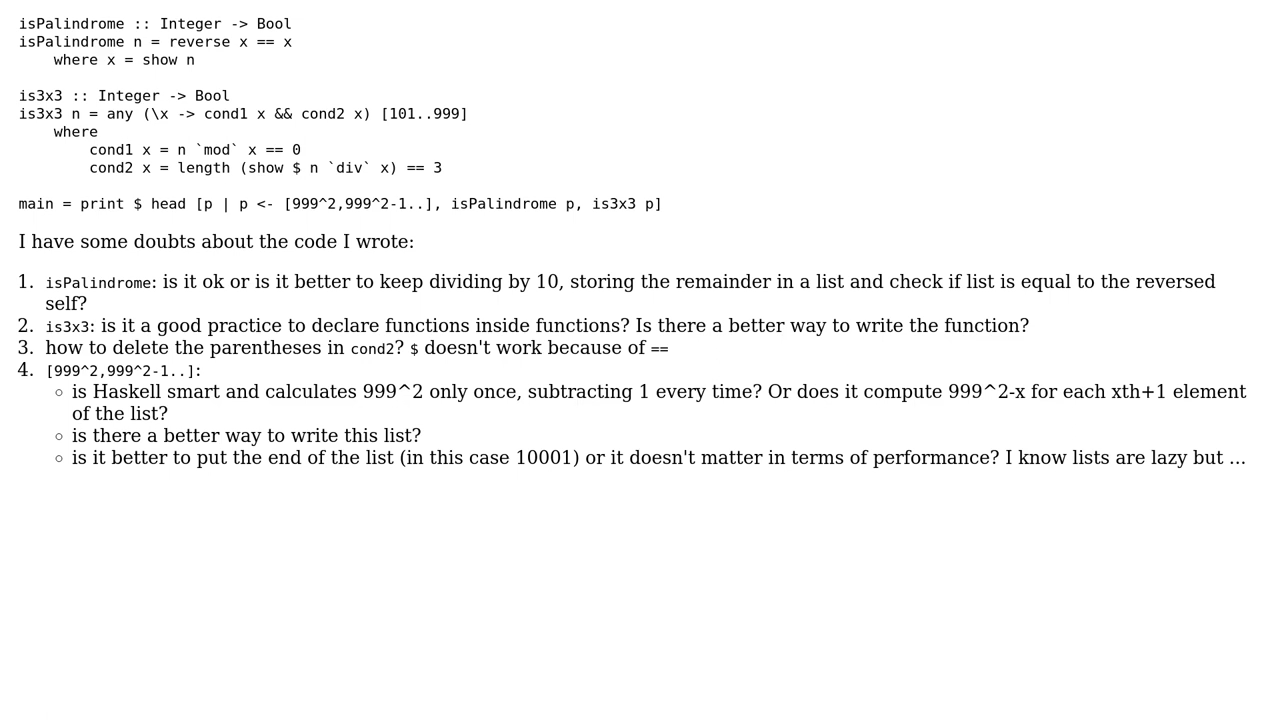 isPalindrome :: Integer -> Bool
isPalindrome n = reverse x == x
    where x = show n

is3x3 :: Integer -> Bool
is3x3 n = any (\x -> cond1 x && cond2 x) [101..999]
    where
        cond1 x = n `mod` x == 0
        cond2 x = length (show $ n `div` x) == 3

main = print $ head [p | p <- [999^2,999^2-1..], isPalindrome p, is3x3 p]

I have some doubts about the code I wrote:

1. isPalindrome: is it ok or is it better to keep dividing by 10, storing the remainder in a list and check if list is equal to the reversed
self?
2. is3x3: is it a good practice to declare functions inside functions? Is there a better way to write the function?
3. how to delete the parentheses in cond2? $ doesn't work because of ==
4. [999^2,999^2-1..]:
◦ is Haskell smart and calculates 999^2 only once, subtracting 1 every time? Or does it compute 999^2-x for each xth+1 element
of the list?
◦ is there a better way to write this list?
◦ is it better to put the end of the list (in this case 10001) or it doesn't matter in terms of performance? I know lists are lazy but ...